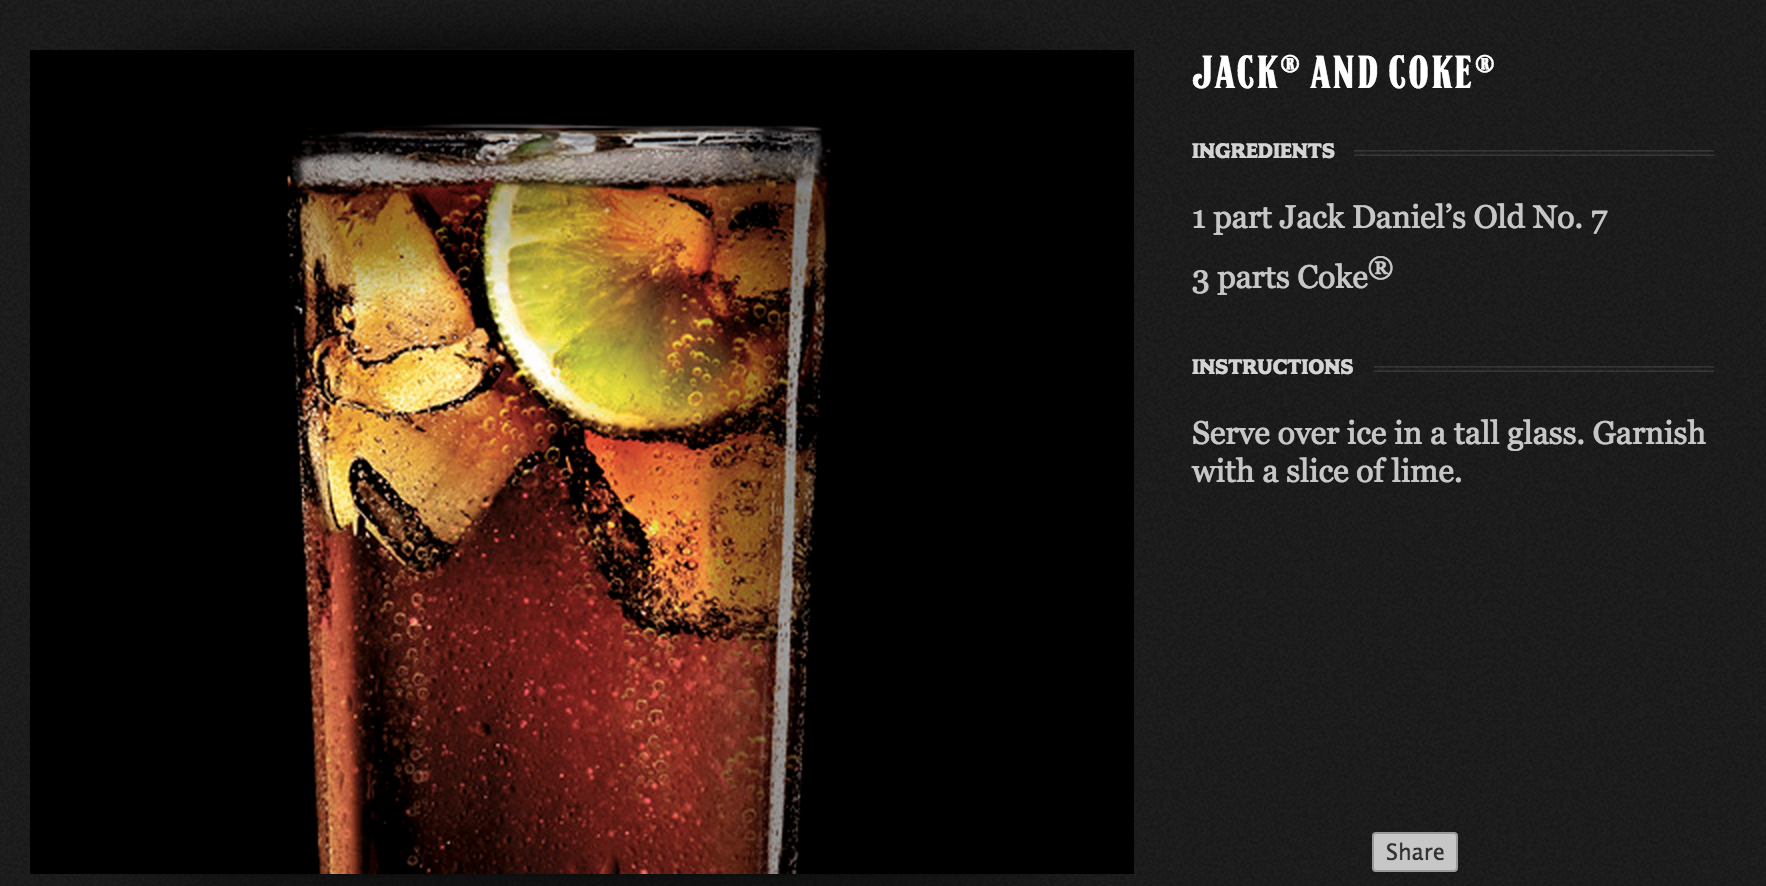 JACK® AND COKE®
INGREDIENTS
1 part Jack Daniel’s Old No. 7
3 parts Coke®
INSTRUCTIONS
Serve over ice in a tall glass. Garnish
with a slice of lime.
Share